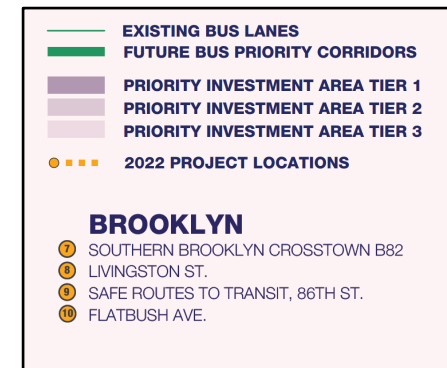 EXISTING BUS LANES
FUTURE BUS PRIORITY CORRIDORS
PRIORITY INVESTMENT AREA TIER 1
PRIORITY INVESTMENT AREA TIER 2
PRIORITY INVESTMENT AREA TIER 3
2022 PROJECT LOCATIONS
BROOKLYN
7 SOUTHERN BROOKLYN CROSSTOWN B82
8 LIVINGSTON ST.
9 SAFE ROUTES TO TRANSIT, 86TH ST.
10 FLATBUSH AVE.